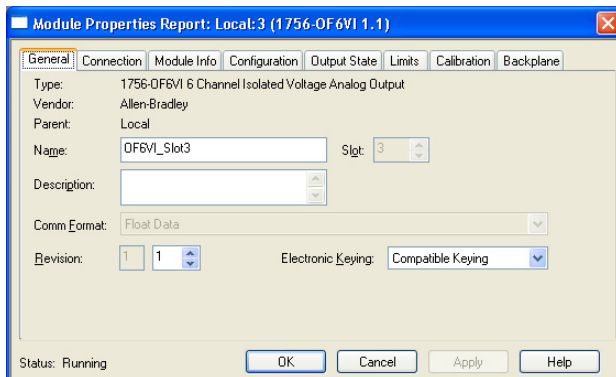 Module Properties Report: Local:3 (1756-OF6VI 1.1)
General Connection Module Info Configuration Output State Limits Calibration Backplane
Type: 1756-OF6VI 6 Channel Isolated Voltage Analog Output
Vendor: Allen-Bradley
Parent: Local
Name: OF6VI_Slot3 Slot: 3
Description:
Comm Format: Float Data
Revision: 1 1 Electronic Keying: Compatible Keying
Status: Running OK Cancel Apply Help